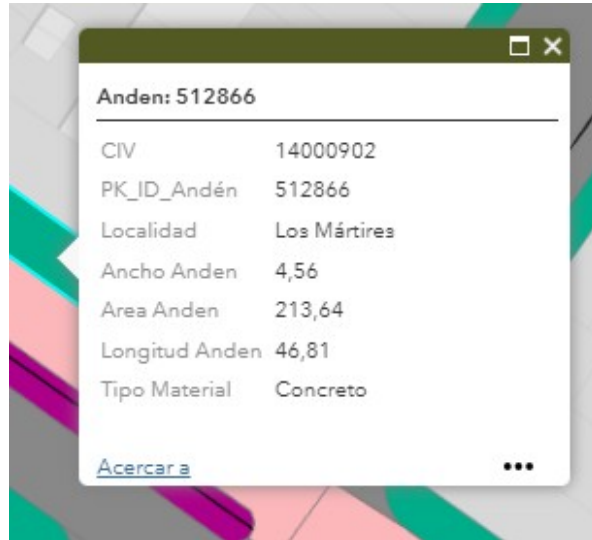 Anden: 512866
CIV 14000902
PK_ID_Andén 512866
Localidad Los Mártires
Ancho Anden 4,56
Area Anden 213,64
Longitud Anden 46,81
Tipo Material Concreto
Acercar a